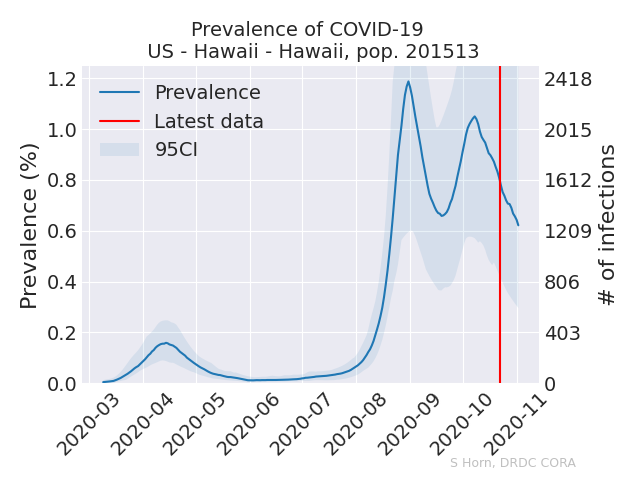 Prevalence of COVID-19
US - Hawaii - Hawaii, pop. 201513
Prevalence (%)
1.2
1.0
0.8
0.6
0.4
0.2
0.0
Prevalence
Latest data
95CI
2418
2015
1612
1209
806
403
0
# of infections
2020-03
2020-04
2020-05
2020-06
2020-07
2020-08
2020-09
2020-10
2020-11
S Horn, DRDC CORA